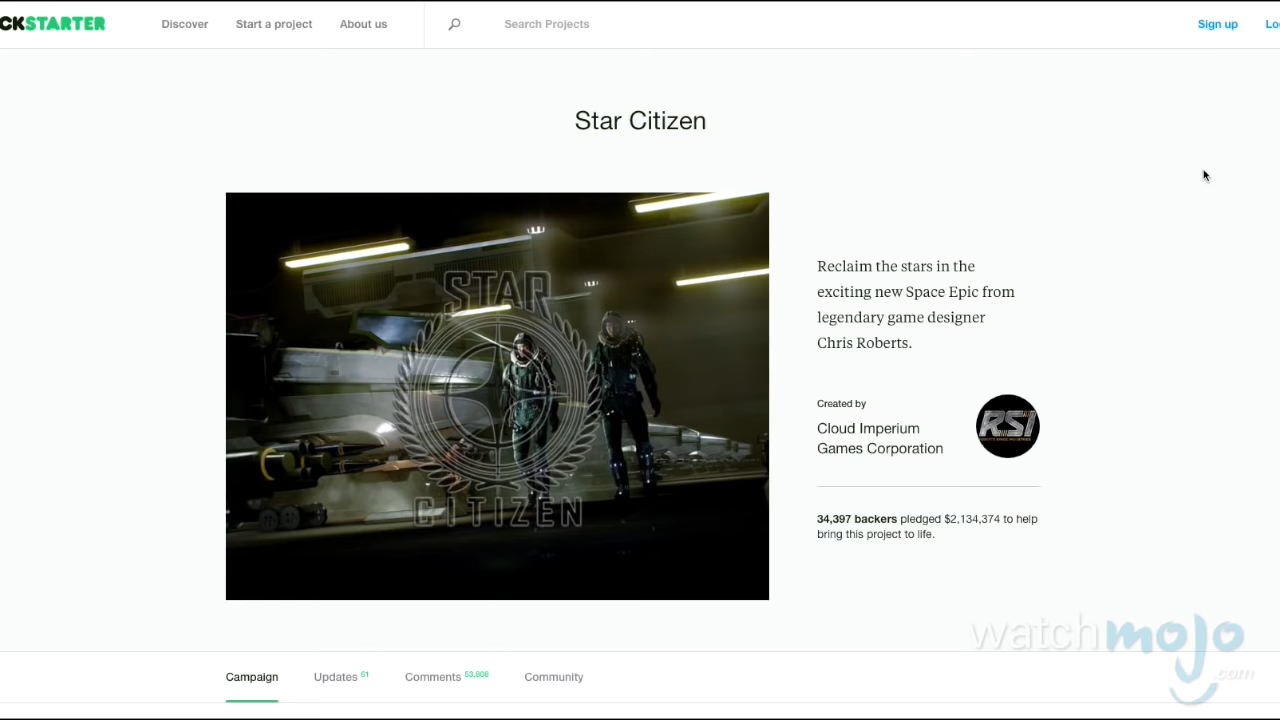 CKSTARTER Discover Start a project About us Search Projects Sign up Lo
Star Citizen
STAR
CITIZEN
Reclaim the stars in the
exciting new Space Epic from
legendary game designer
Chris Roberts.
Created by
Cloud Imperium
Games Corporation
RSI
34,397 backers pledged $2,134,374 to help
bring this project to life.
watchmojo
.com
Campaign Updates 61 Comments 53,806 Community